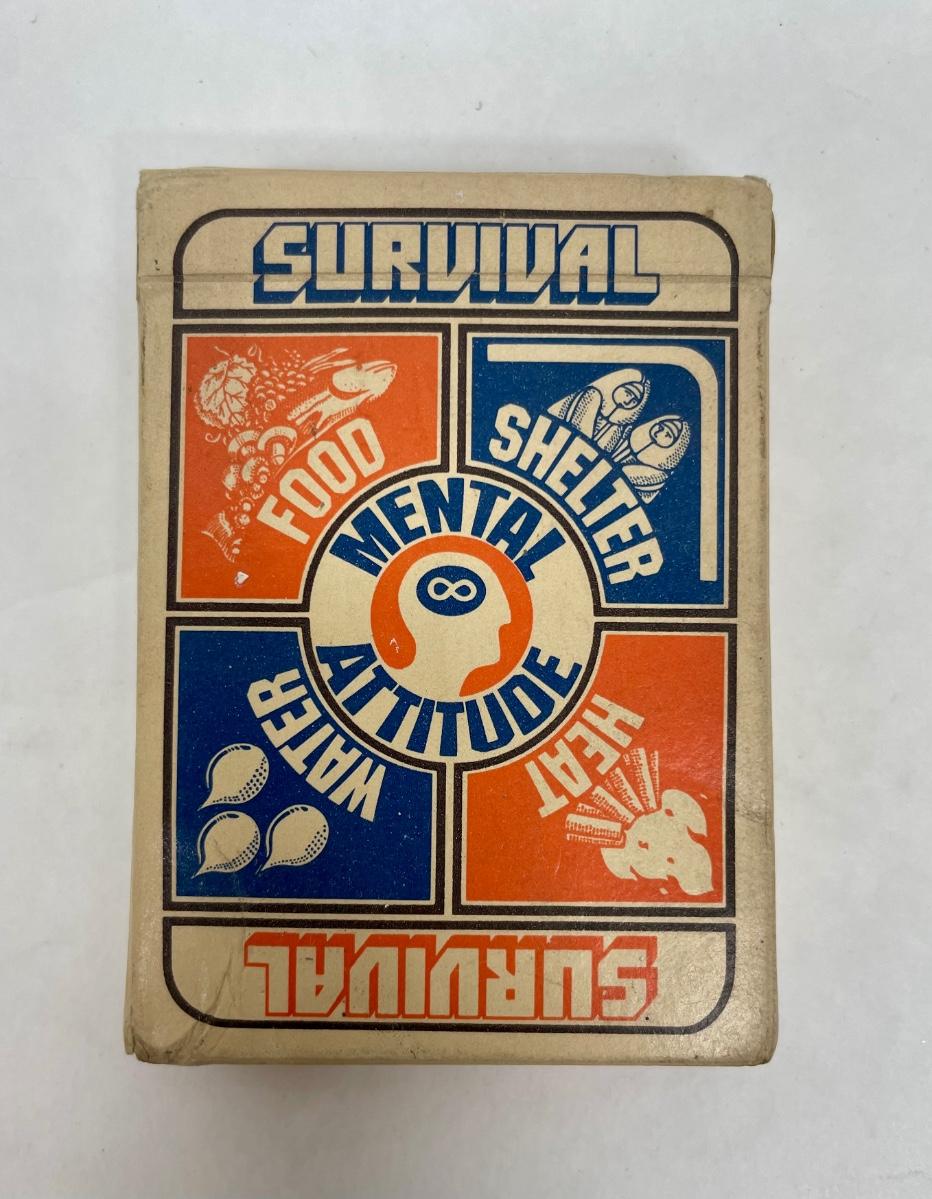 SURVIVAL
FOOD
SHELTER
MENTAL
ATTITUDE
WATER
HEAT
SURVIVAL